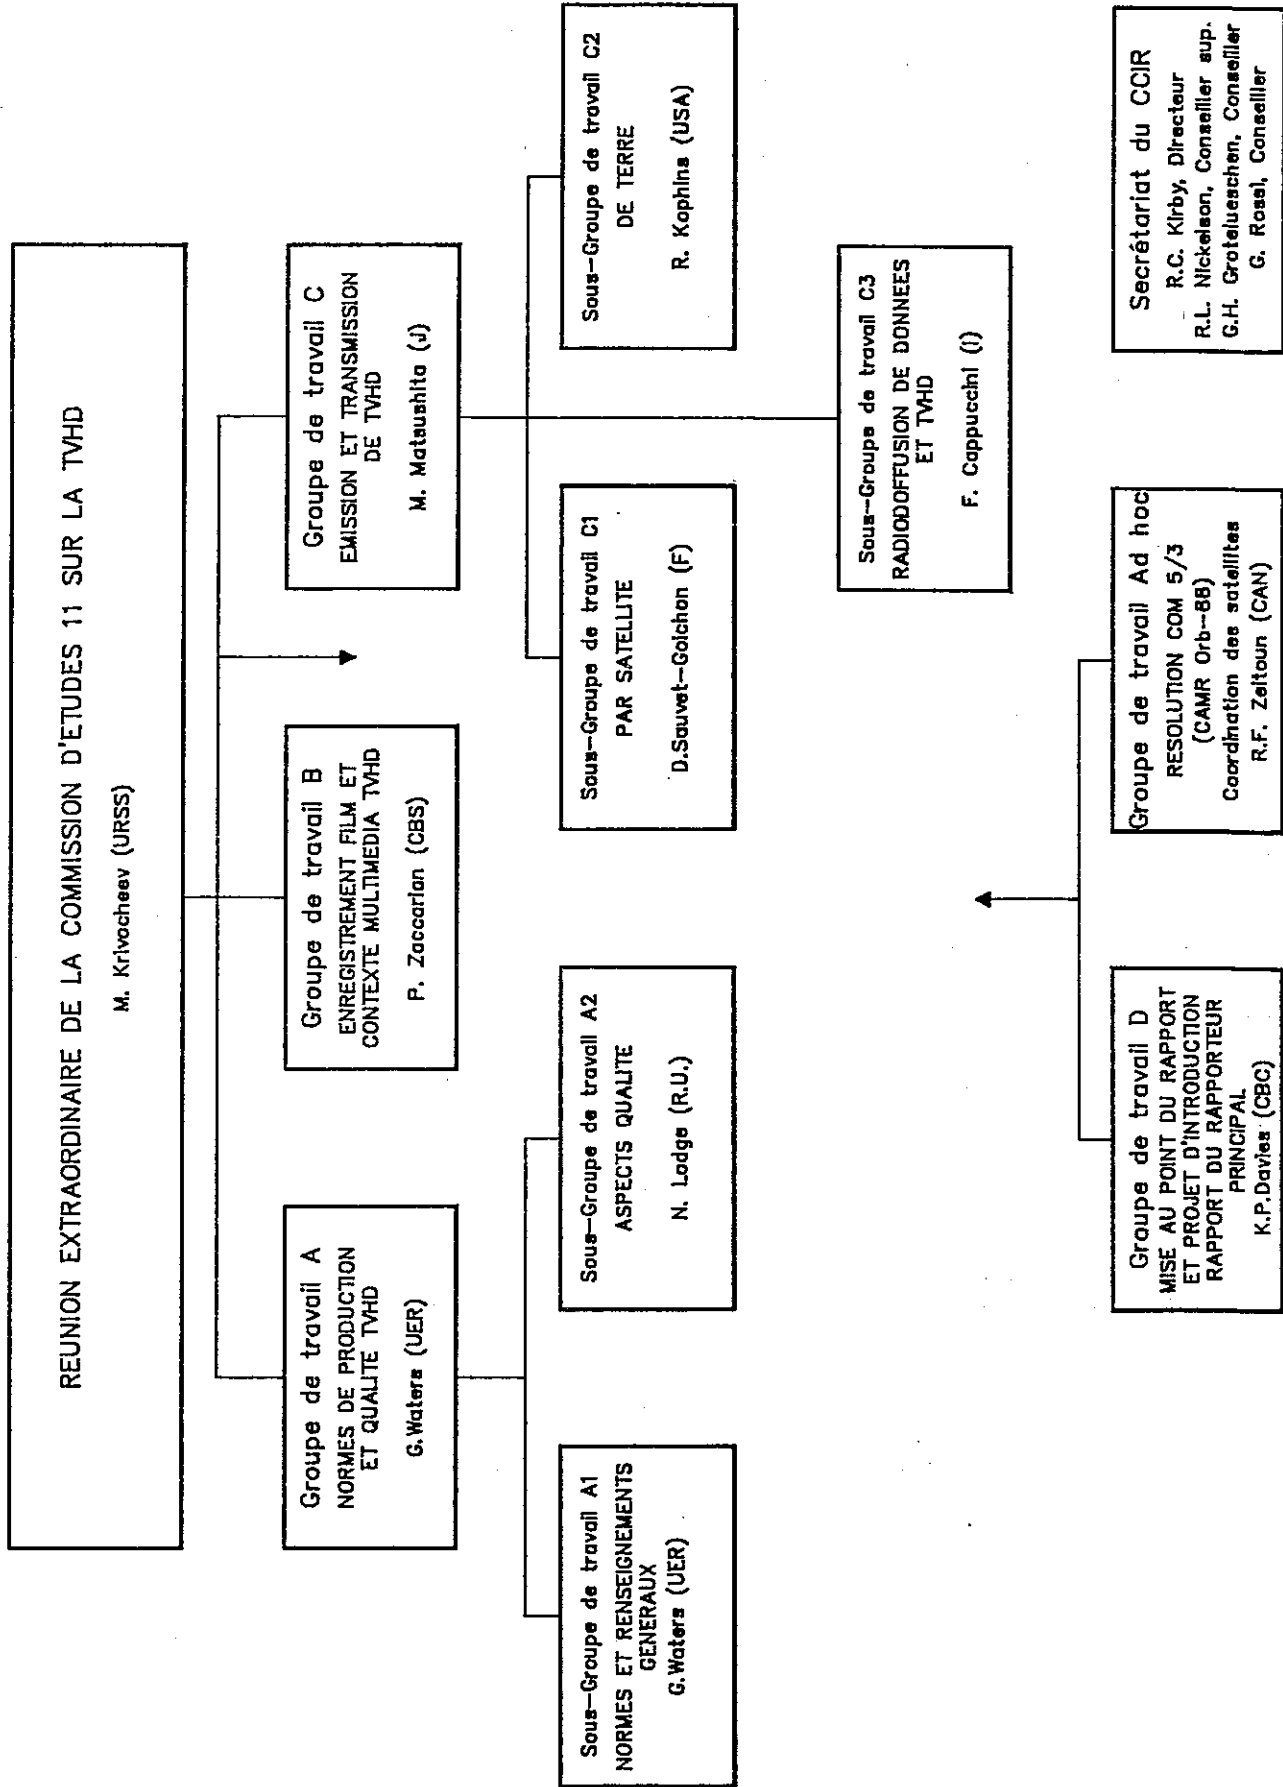 REUNION EXTRAORDINAIRE DE LA COMMISSION D'ETUDES 11 SUR LA TVHD
M. Krivocheev (URSS)
Groupe de travail A
NORMES DE PRODUCTION
ET QUALITE TVHD
G.Waters (UER)
Groupe de travail B
ENREGISTREMENT FILM ET
CONTEXTE MULTIMEDIA TVHD
P. Zaccarian (CBS)
Groupe de travail C
EMISSION ET TRANSMISSION
DE TVHD
M. Matsushita (J)
Sous-Groupe de travail A1
NORMES ET RENSEIGNEMENTS
GENERAUX
G.Waters (UER)
Sous-Groupe de travail A2
ASPECTS QUALITE
N. Lodge (R.U.)
Sous-Groupe de travail C1
PAR SATELLITE
D.Sauvet-Goichon (F)
Sous-Groupe de travail C2
DE TERRE
R. Kophins (USA)
Sous-Groupe de travail C3
RADIODOFFUSION DE DONNEES
ET TVHD
F. Cappuccini (I)
Groupe de travail D
MISE AU POINT DU RAPPORT
ET PROJET D'INTRODUCTION
RAPPORT DU RAPPORTEUR
PRINCIPAL
K.P.Davies (CBC)
Groupe de travail Ad hoc
RESOLUTION COM 5/3
(CAMR Orb-88)
Coordination des satellites
R.F. Zeitoun (CAN)
Secrétariat du CCIR
R.C. Kirby, Directeur
R.L. Nickelson, Conseiller sup.
G.H. Grotelueschen, Conseiller
G. Rossi, Conseiller